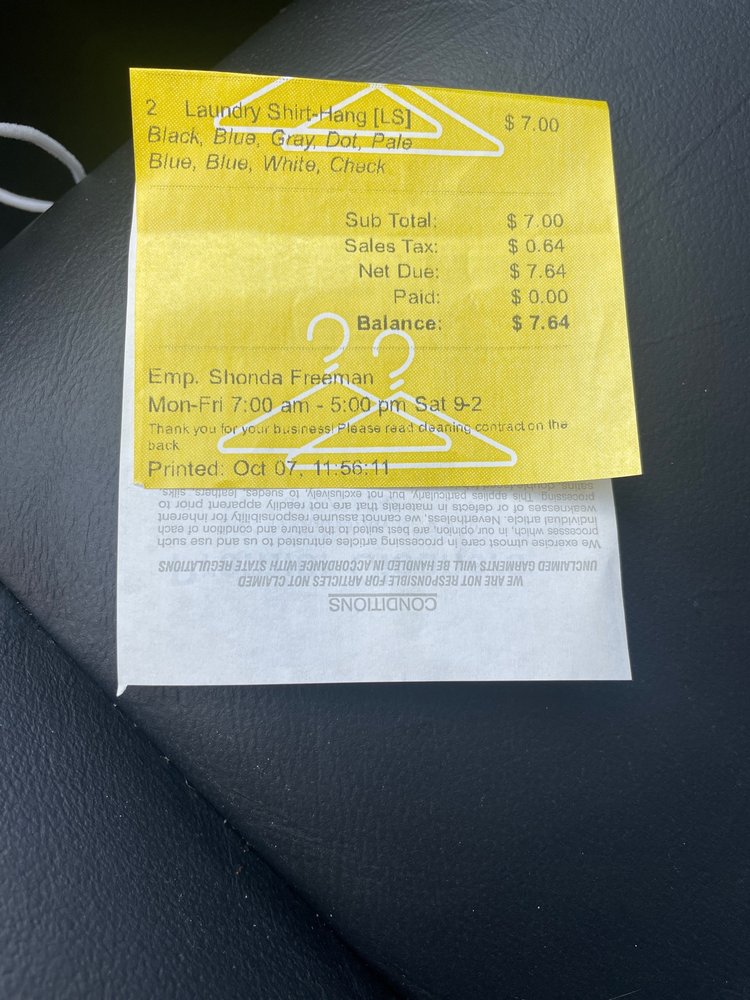 2 Laundry Shirt-Hang [LS] $ 7.00
Black, Blue, Gray, Dot, Pale
Blue, Blue, White, Check
Sub Total: $ 7.00
Sales Tax: $ 0.64
Net Due: $ 7.64
Paid: $ 0.00
Balance: $ 7.64
Emp. Shonda Freeman
Mon-Fri 7:00 am - 5:00 pm Sat 9-2
Thank you for your business! Please read cleaning contract on the
back
Printed: Oct 07, 11:56:11
CONDITIONS
WE ARE NOT RESPONSIBLE FOR ARTICLES NOT CLAIMED
UNCLAIMED GARMENTS WILL BE HANDLED IN ACCORDANCE WITH STATE REGULATIONS
We exercise utmost care in processing articles entrusted to us and use such
processes which, in our opinion, are best suited to the nature and condition of each
individual article. Nevertheless, we cannot assume responsibility for inherent
weaknesses of or defects in materials that are not readily apparent prior to
processing. This applies particularly, but not exclusively, to suedes, leathers, silks,